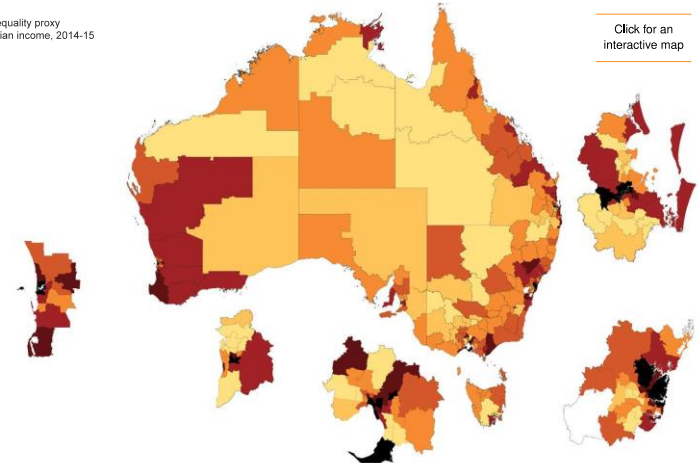 equality proxy
ian income, 2014-15
Click for an
interactive map